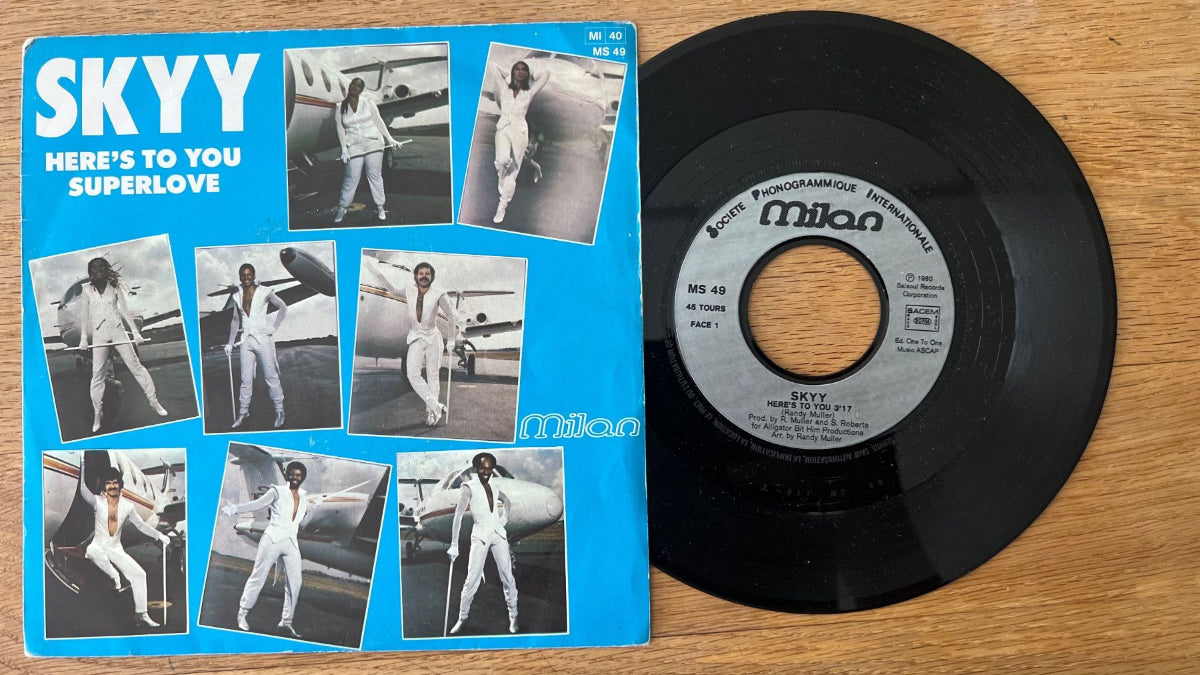 SKYY
HERE'S TO YOU
SUPERLOVE
MI 40
MS 49
Milan
SOCIETE PHONOGRAMMIQUE INTERNATIONALE
Milan
MS 49
45 TOURS
FACE 1
Ⓟ 1980
Salsoul Records
Corporation
SACEM
Ed. One To One
Music ASCAP
SKYY
HERE'S TO YOU 3'17
(Randy Muller)
Prod. by R. Muller and S. Roberts
for Alligator Bit Him Productions
Arr. by Randy Muller